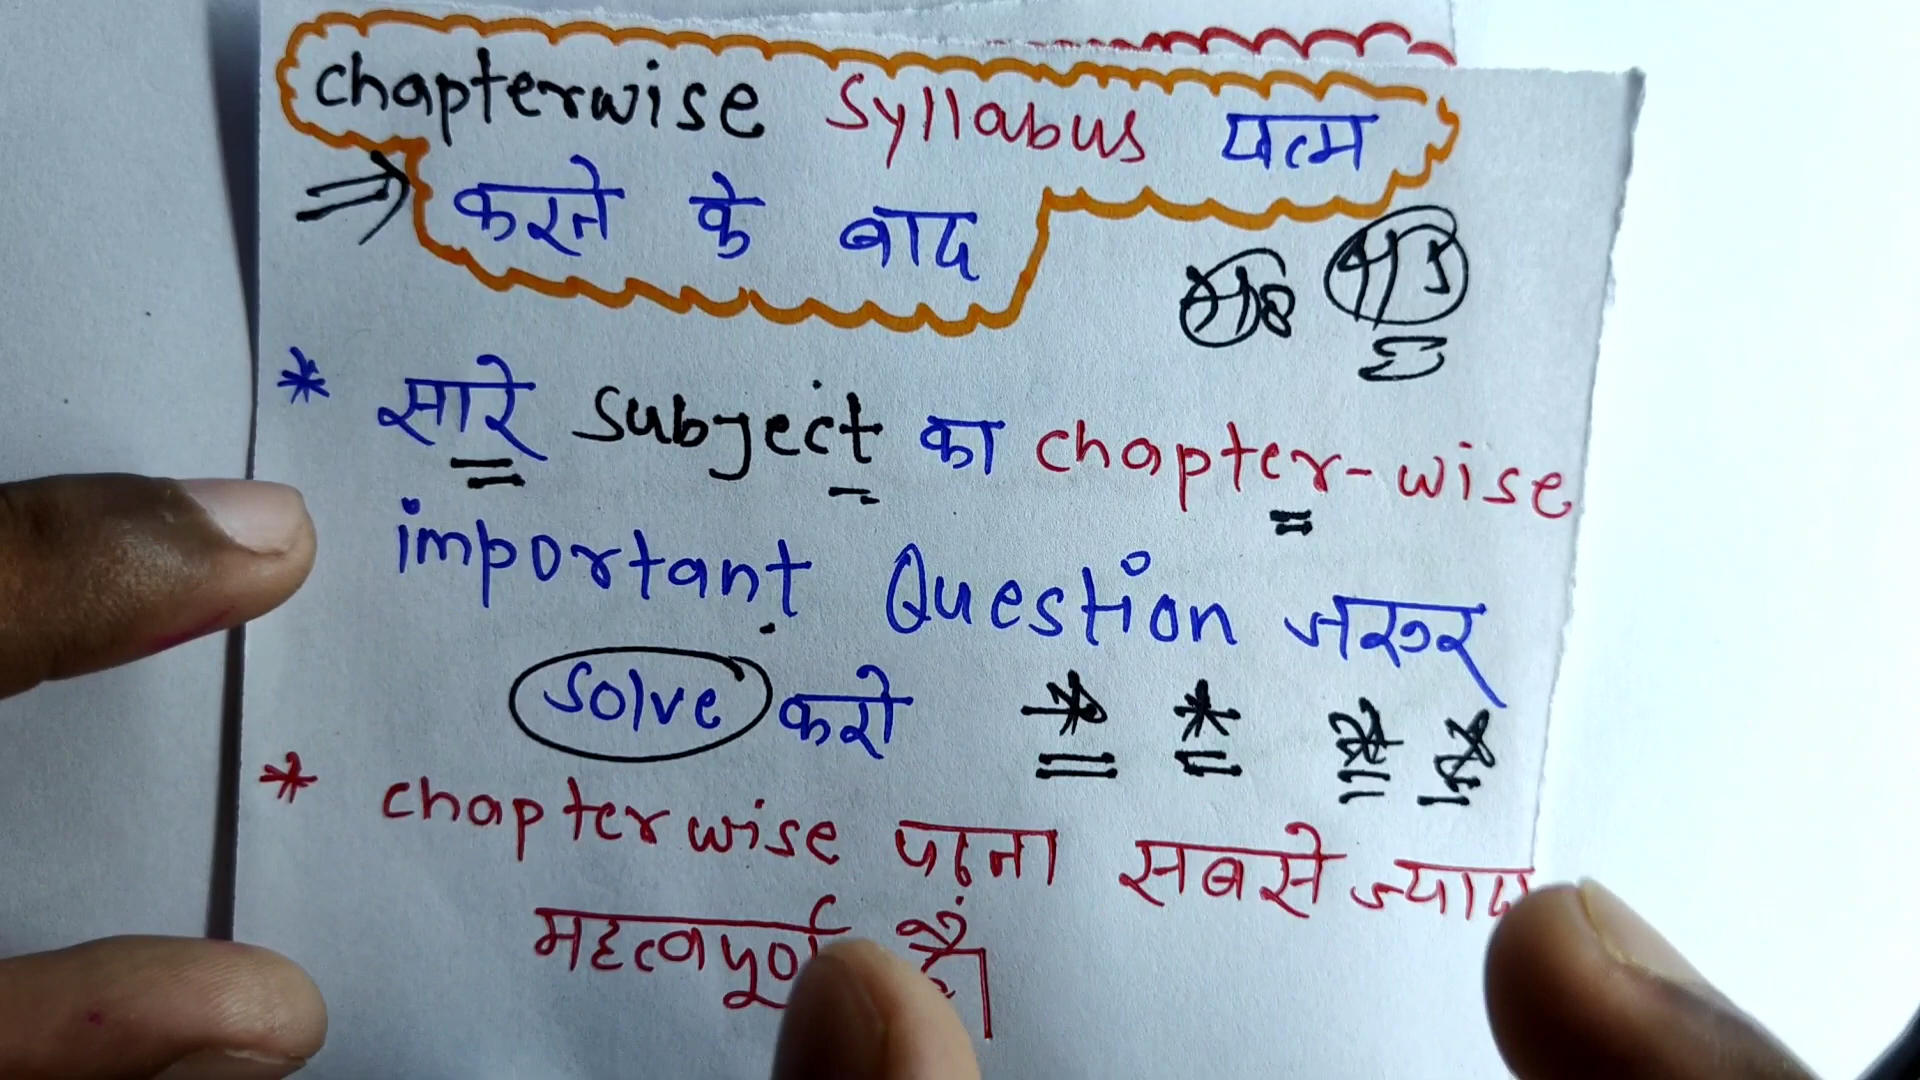 chapterwise Syllabus खत्म
करने के बाद
* सारे Subject का chapter-wise
important Question जरूर
solve करो
* chapterwise पढ़ना सबसे ज्याद
महत्वपूर्ण हैं।